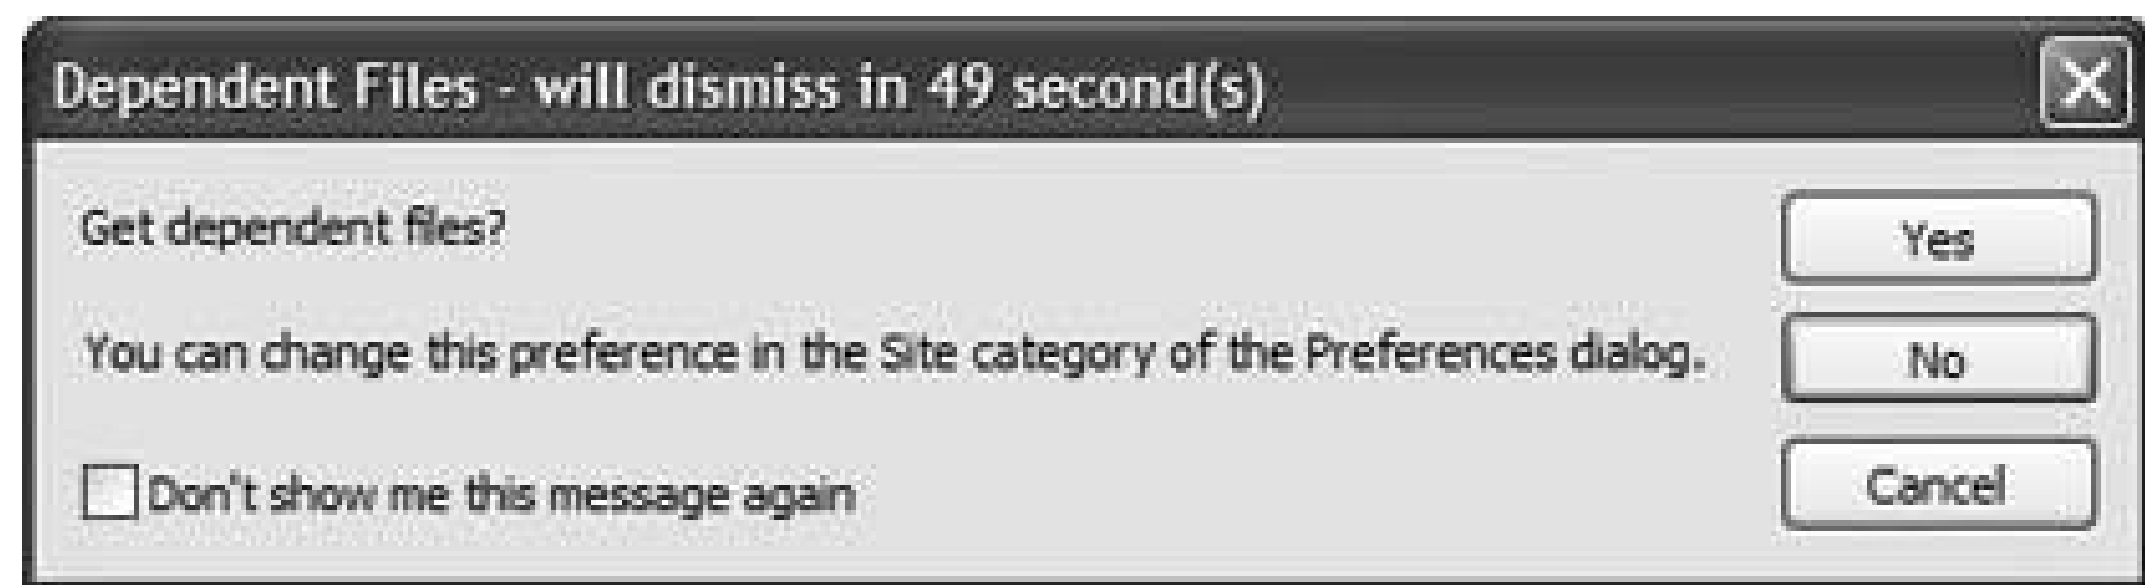 Dependent Files - will dismiss in 49 second(s)
Get dependent files?
Yes
You can change this preference in the Site category of the Preferences dialog.
No
Don't show me this message again
Cancel